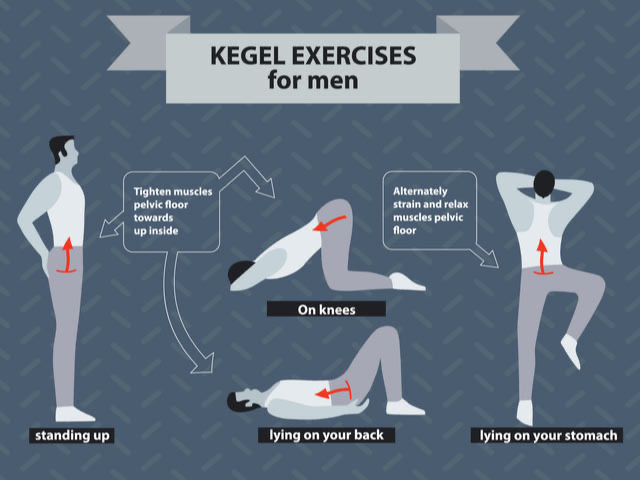 KEGEL EXERCISES
for men
Tighten muscles
pelvic floor
towards
up inside
Alternately
strain and relax
muscles pelvic
floor
On knees
standing up
lying on your back
lying on your stomach